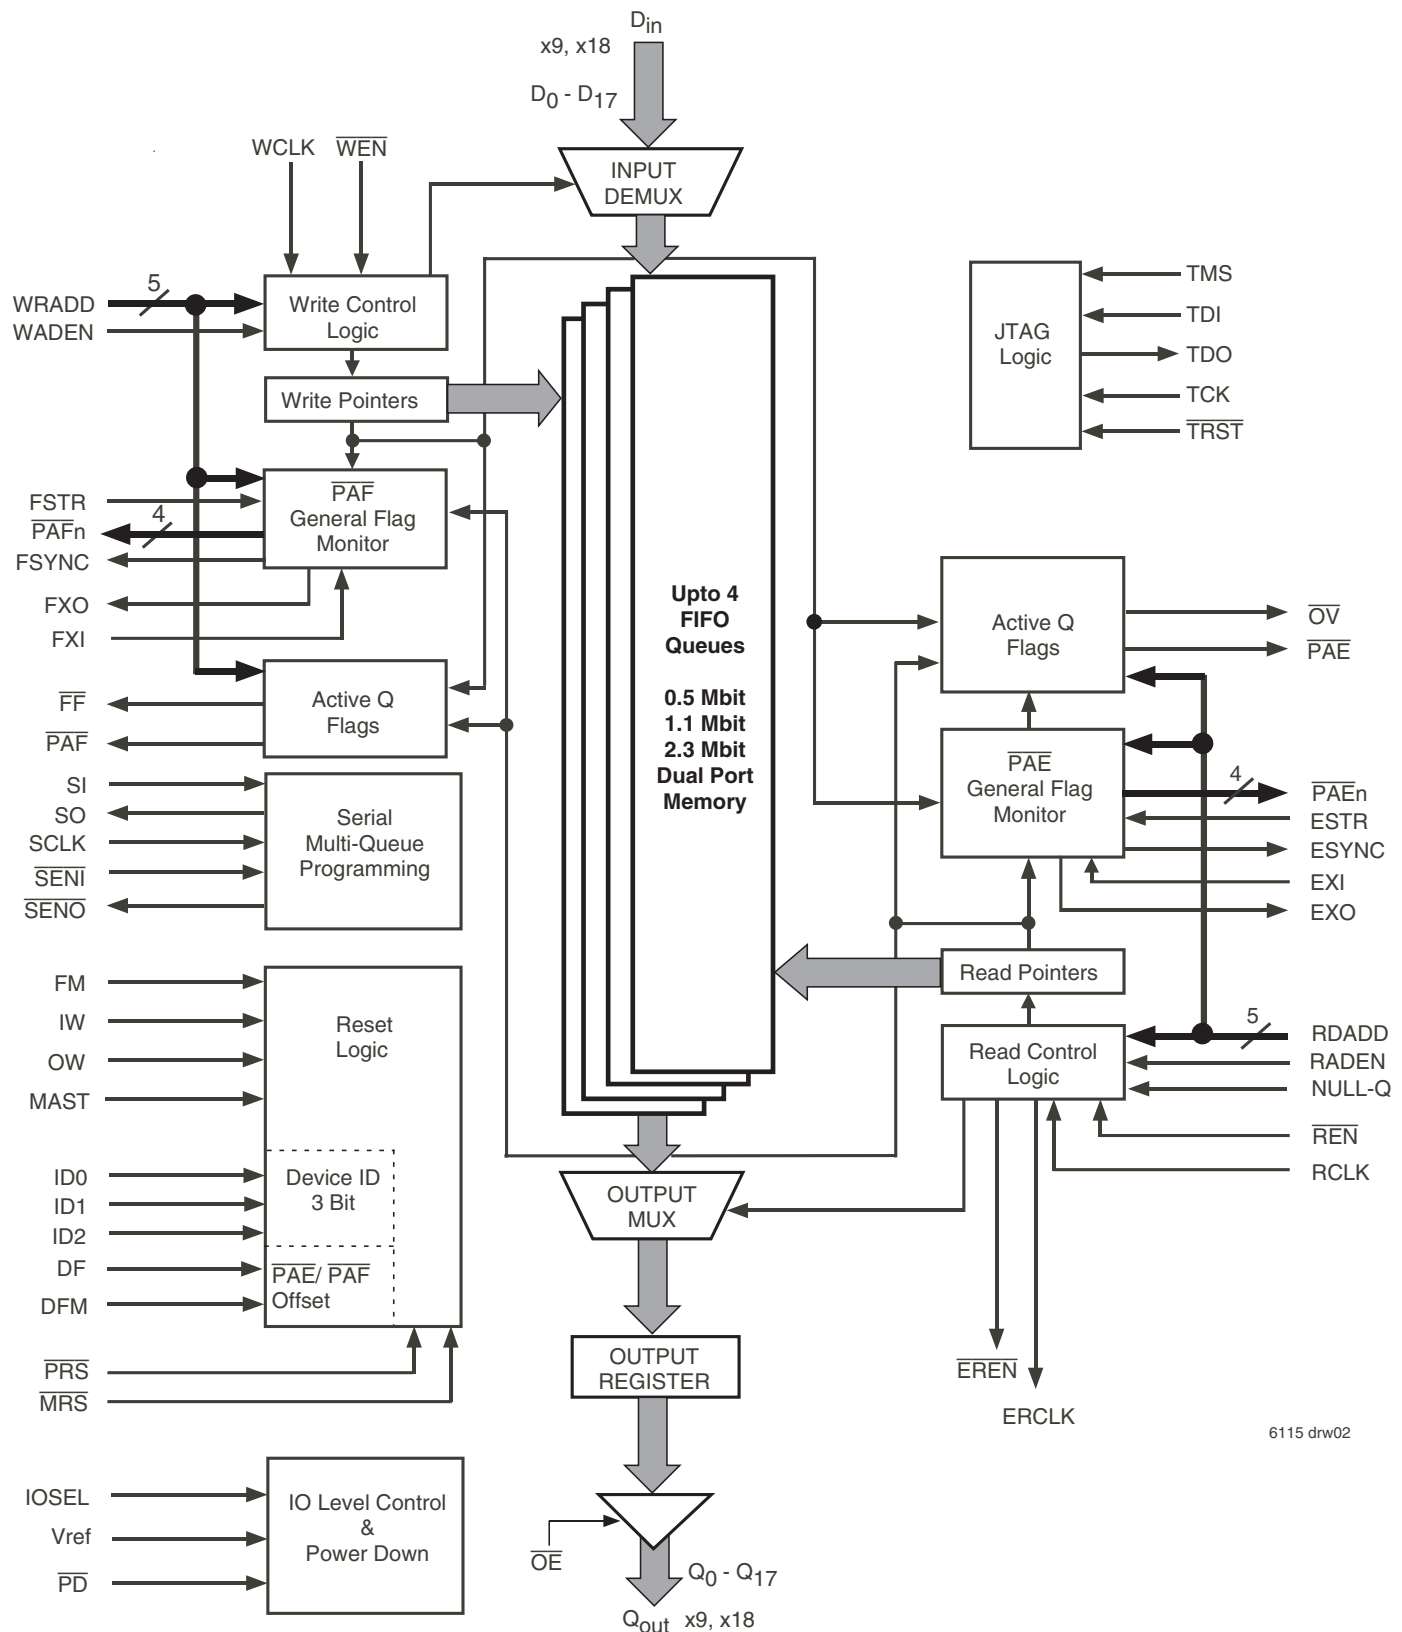 Din
x9, x18
D0 - D17
WCLK
WEN
INPUT
DEMUX
WRADD
5
WADEN
Write Control
Logic
Write Pointers
PAF
General Flag
Monitor
FSTR
PAFn
4
FSYNC
FXO
FXI
Active Q
Flags
FF
PAF
SI
SO
SCLK
SENI
SENO
Serial
Multi-Queue
Programming
FM
IW
OW
MAST
Reset
Logic
ID0
ID1
ID2
Device ID
3 Bit
DF
DFM
PAE/ PAF
Offset
PRS
MRS
IOSEL
Vref
PD
IO Level Control
&
Power Down
Upto 4
FIFO
Queues
0.5 Mbit
1.1 Mbit
2.3 Mbit
Dual Port
Memory
OUTPUT
MUX
OUTPUT
REGISTER
OE
Q0 - Q17
Qout x9, x18
JTAG
Logic
TMS
TDI
TDO
TCK
TRST
Active Q
Flags
OV
PAE
PAE
General Flag
Monitor
4
PAEn
ESTR
ESYNC
EXI
EXO
Read Pointers
Read Control
Logic
5
RDADD
RADEN
NULL-Q
REN
RCLK
EREN
ERCLK
6115 drw02